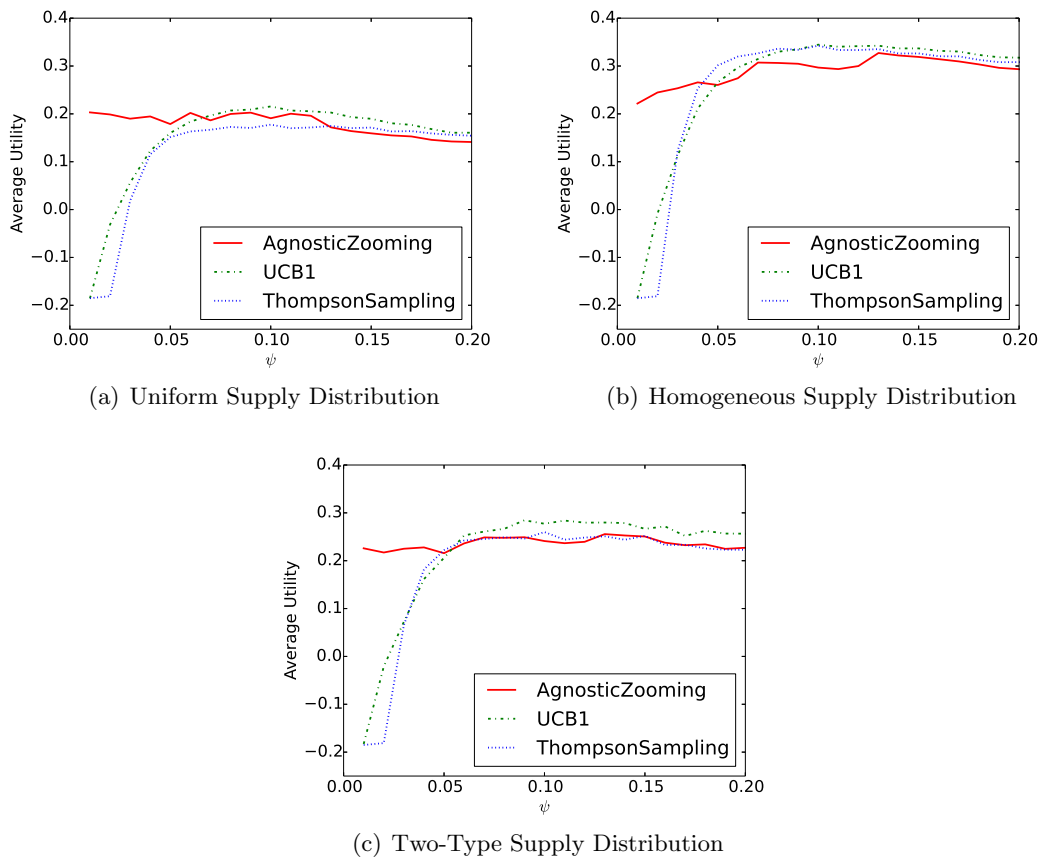 0.4
0.3
0.2
0.1
0.0
−0.1
−0.2
Average Utility
AgnosticZooming
UCB1
ThompsonSampling
0.00 0.05 0.10 0.15 0.20
ψ
(a) Uniform Supply Distribution
0.4
0.3
0.2
0.1
0.0
−0.1
−0.2
Average Utility
AgnosticZooming
UCB1
ThompsonSampling
0.00 0.05 0.10 0.15 0.20
ψ
(b) Homogeneous Supply Distribution
0.4
0.3
0.2
0.1
0.0
−0.1
−0.2
Average Utility
AgnosticZooming
UCB1
ThompsonSampling
0.00 0.05 0.10 0.15 0.20
ψ
(c) Two-Type Supply Distribution